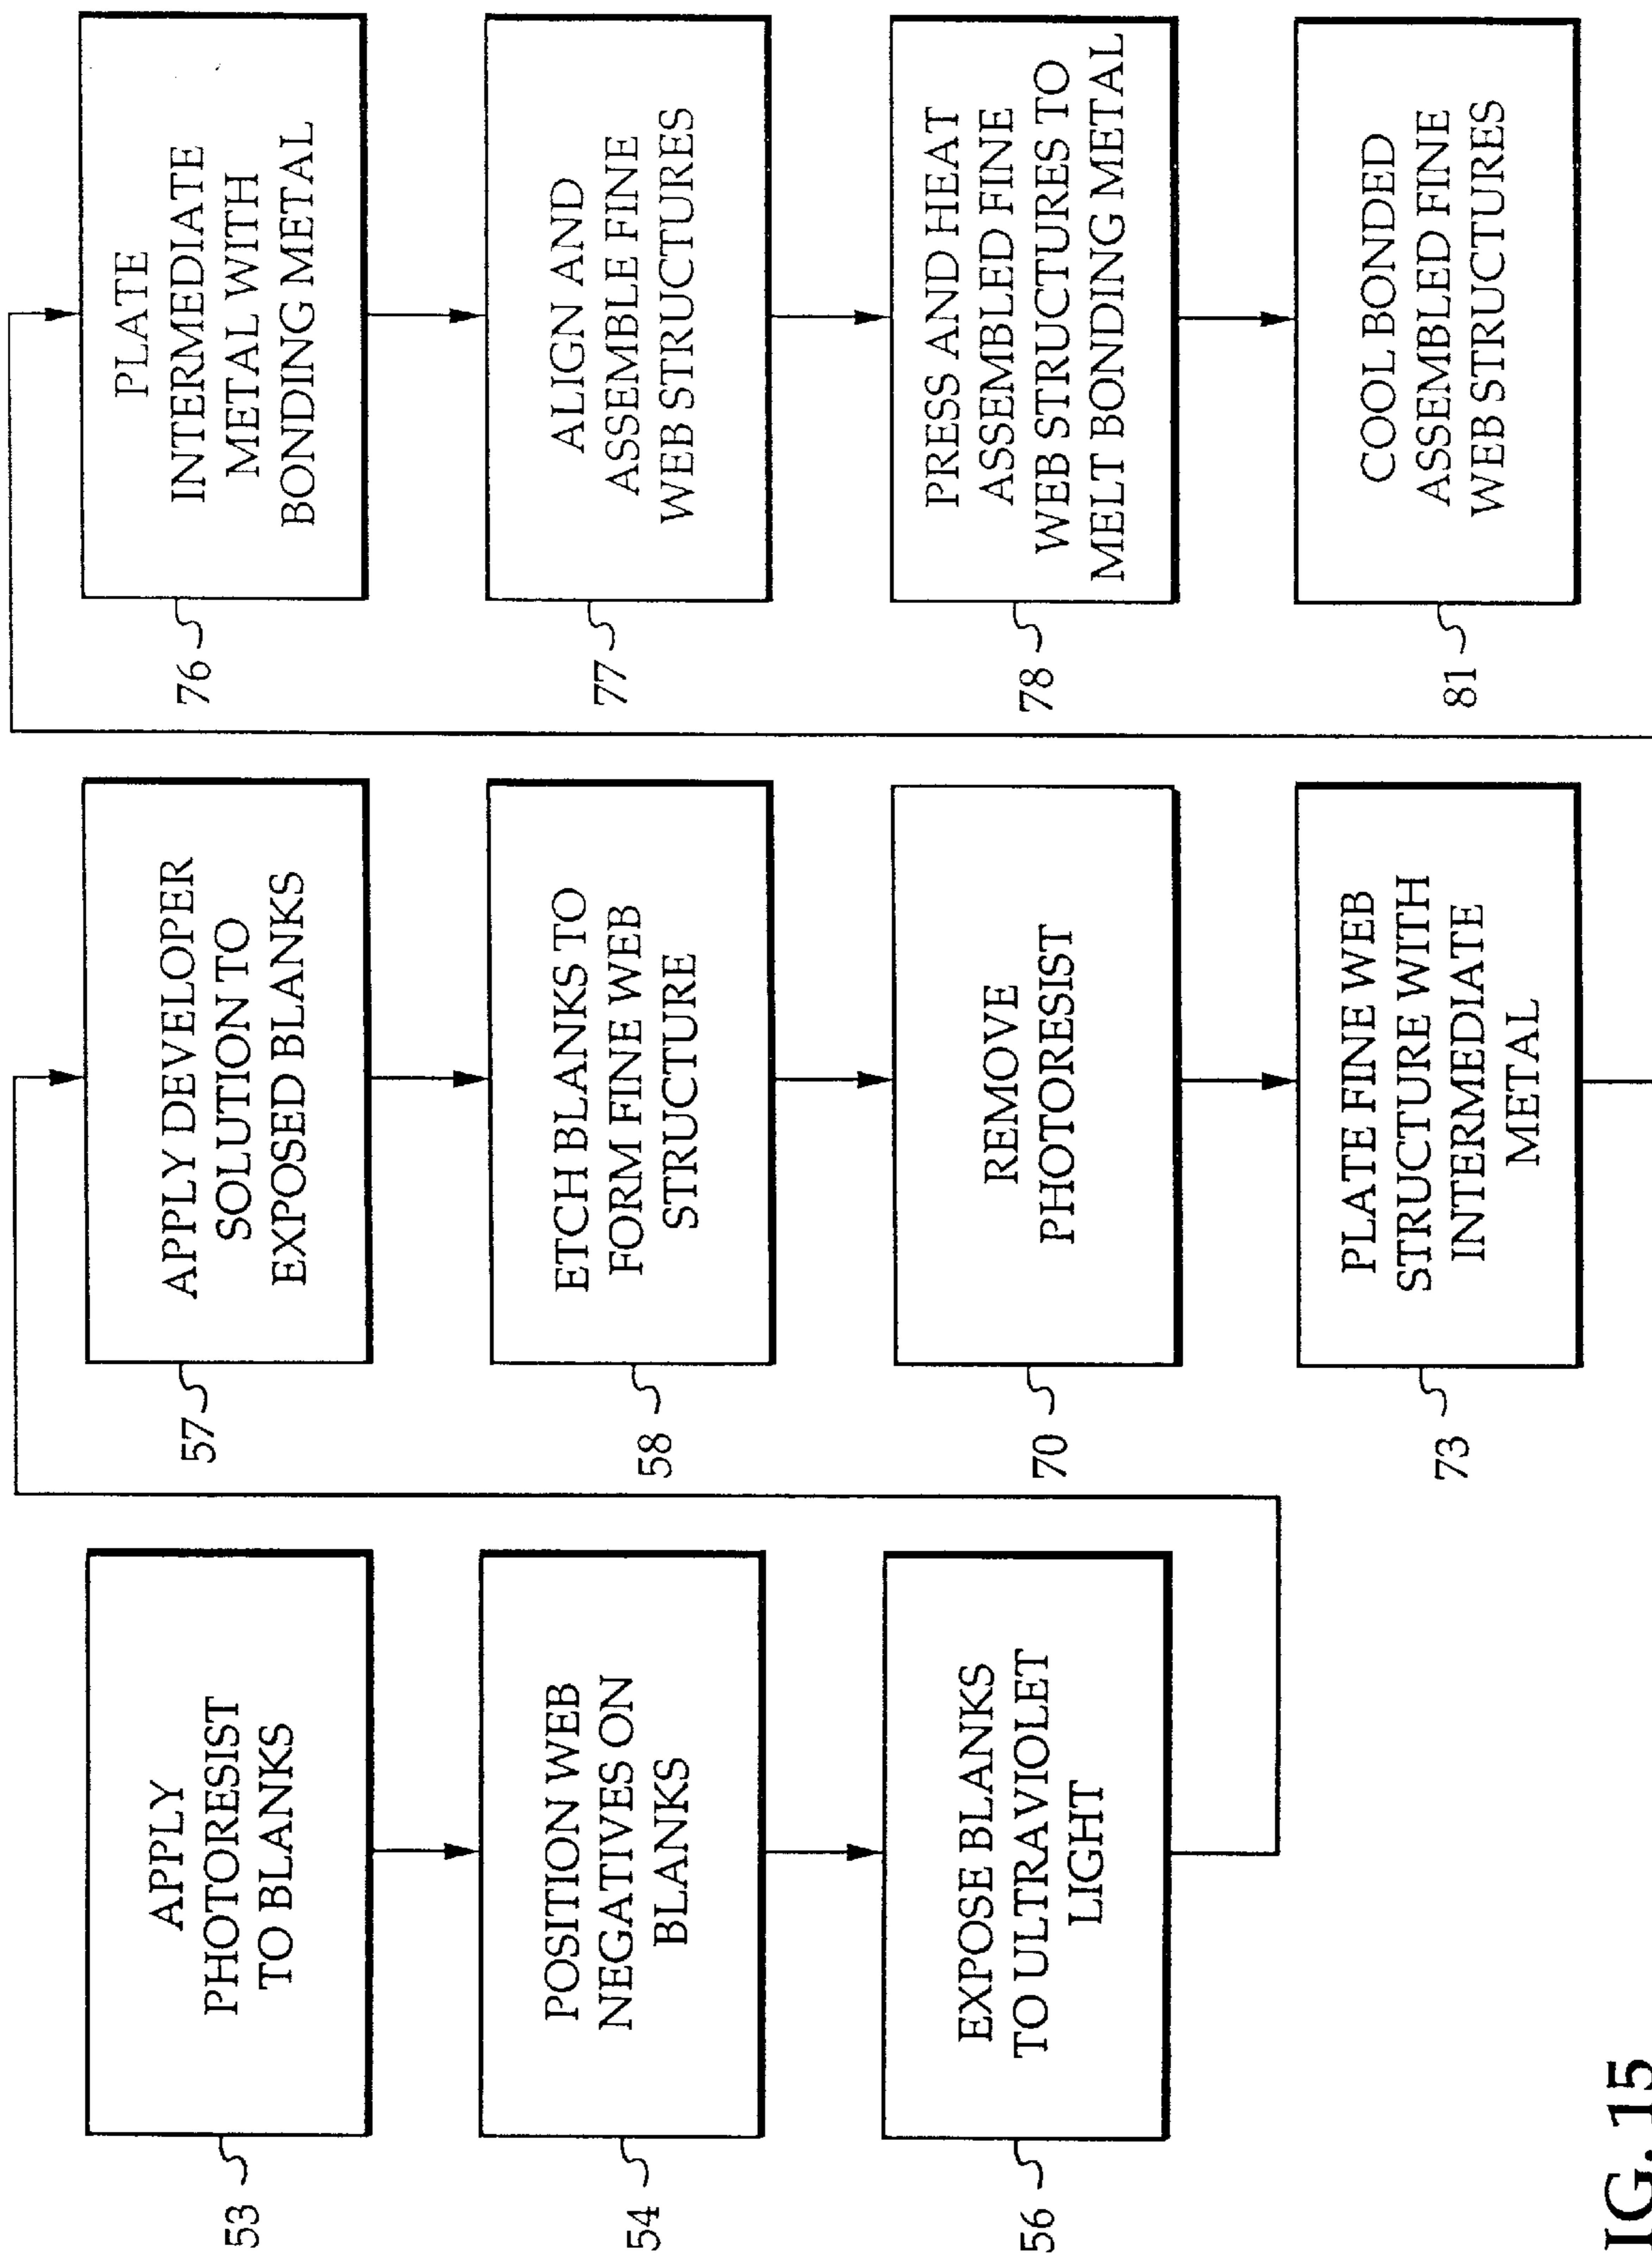 53
APPLY
PHOTORESIST
TO BLANKS
54
POSITION WEB
NEGATIVES ON
BLANKS
56
EXPOSE BLANKS
TO ULTRAVIOLET
LIGHT
57
APPLY DEVELOPER
SOLUTION TO
EXPOSED BLANKS
58
ETCH BLANKS TO
FORM FINE WEB
STRUCTURE
70
REMOVE
PHOTORESIST
73
PLATE FINE WEB
STRUCTURE WITH
INTERMEDIATE
METAL
76
PLATE
INTERMEDIATE
METAL WITH
BONDING METAL
77
ALIGN AND
ASSEMBLE FINE
WEB STRUCTURES
78
PRESS AND HEAT
ASSEMBLED FINE
WEB STRUCTURES TO
MELT BONDING METAL
81
COOL BONDED
ASSEMBLED FINE
WEB STRUCTURES
IG. 15